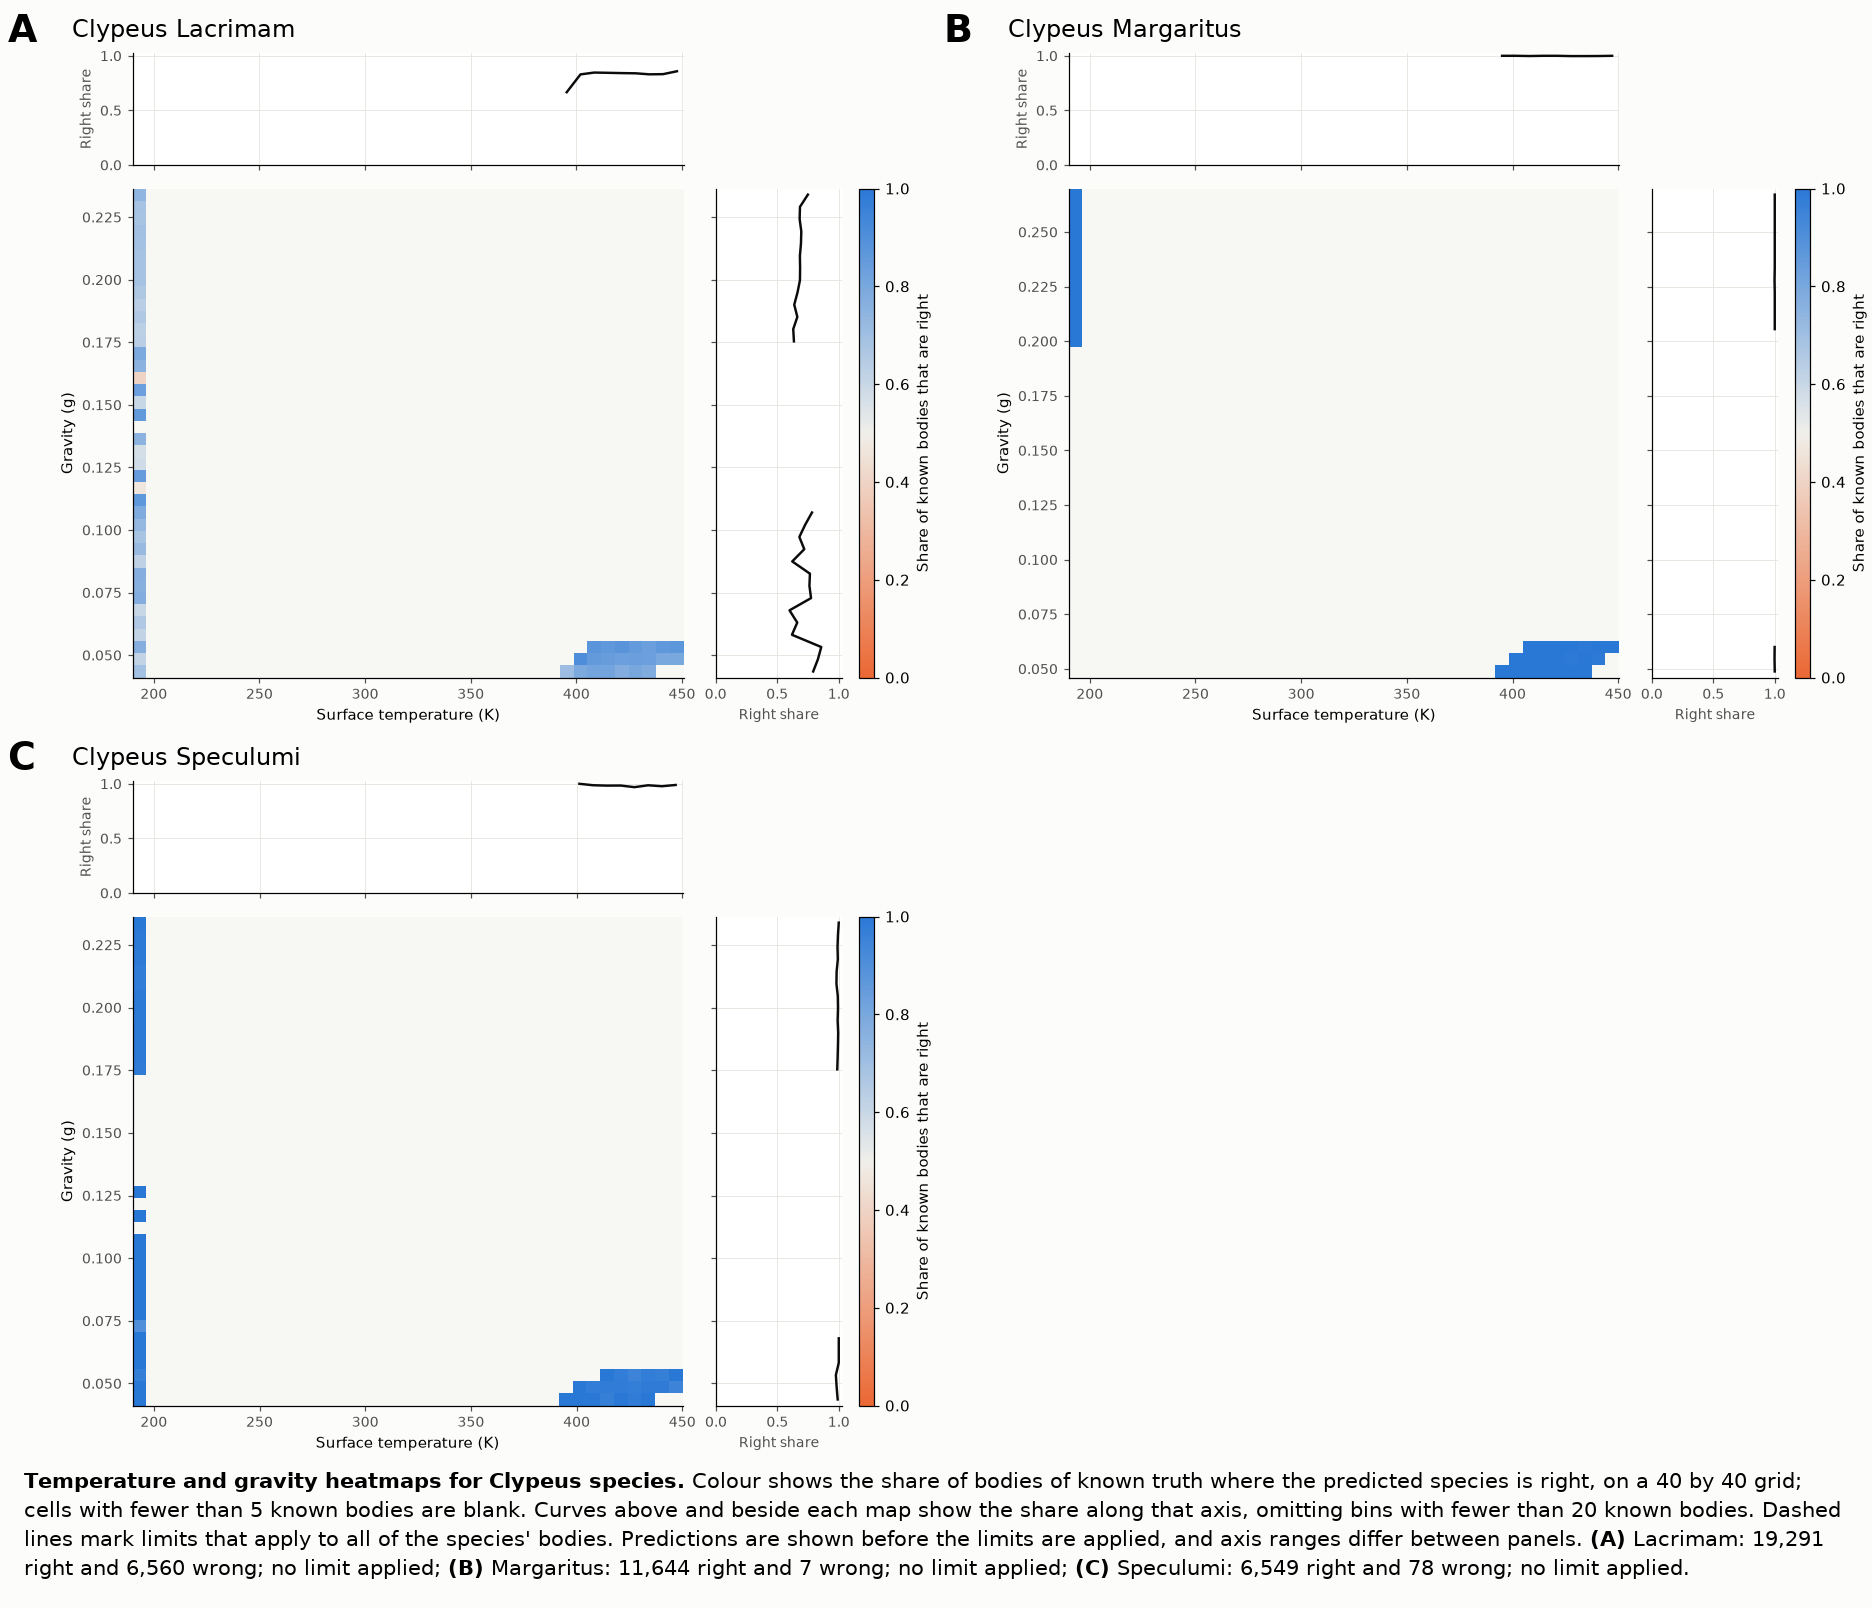 A Clypeus Lacrimam
1.0
0.5
0.0
Right share
0.225
0.200
0.175
0.150
0.125
0.100
0.075
0.050
Gravity (g)
200 250 300 350 400 450
Surface temperature (K)
0.0 0.5 1.0
Right share
1.0
0.8
0.6
0.4
0.2
0.0
Share of known bodies that are right
B Clypeus Margaritus
1.0
0.5
0.0
Right share
0.250
0.225
0.200
0.175
0.150
0.125
0.100
0.075
0.050
Gravity (g)
200 250 300 350 400 450
Surface temperature (K)
0.0 0.5 1.0
Right share
1.0
0.8
0.6
0.4
0.2
0.0
Share of known bodies that are right
C Clypeus Speculumi
1.0
0.5
0.0
Right share
0.225
0.200
0.175
0.150
0.125
0.100
0.075
0.050
Gravity (g)
200 250 300 350 400 450
Surface temperature (K)
0.0 0.5 1.0
Right share
1.0
0.8
0.6
0.4
0.2
0.0
Share of known bodies that are right
Temperature and gravity heatmaps for Clypeus species. Colour shows the share of bodies of known truth where the predicted species is right, on a 40 by 40 grid;
cells with fewer than 5 known bodies are blank. Curves above and beside each map show the share along that axis, omitting bins with fewer than 20 known bodies. Dashed
lines mark limits that apply to all of the species' bodies. Predictions are shown before the limits are applied, and axis ranges differ between panels. (A) Lacrimam: 19,291
right and 6,560 wrong; no limit applied; (B) Margaritus: 11,644 right and 7 wrong; no limit applied; (C) Speculumi: 6,549 right and 78 wrong; no limit applied.